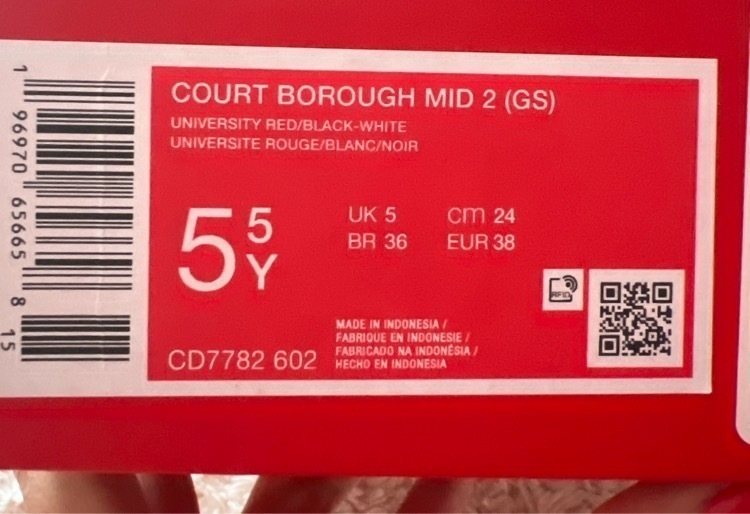 COURT BOROUGH MID 2 (GS)
UNIVERSITY RED/BLACK-WHITE
UNIVERSITE ROUGE/BLANC/NOIR
5 5 Y
UK 5 cm 24
BR 36 EUR 38
RFID
MADE IN INDONESIA /
FABRIQUE EN INDONESIE /
FABRICADO NA INDONÉSIA /
HECHO EN INDONESIA
CD7782 602
1 96970 65665 8 15